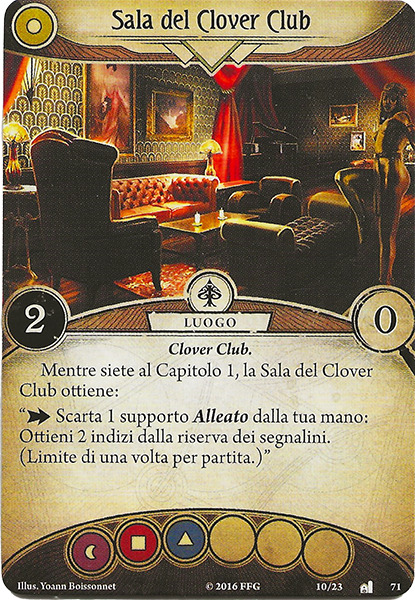 Sala del Clover Club
2
LUOGO
0
Clover Club.
Mentre siete al Capitolo 1, la Sala del Clover
Club ottiene:
“ Scarta 1 supporto Alleato dalla tua mano:
Ottieni 2 indizi dalla riserva dei segnalini.
(Limite di una volta per partita.)”
Illus. Yoann Boissonnet
© 2016 FFG
10/23
71